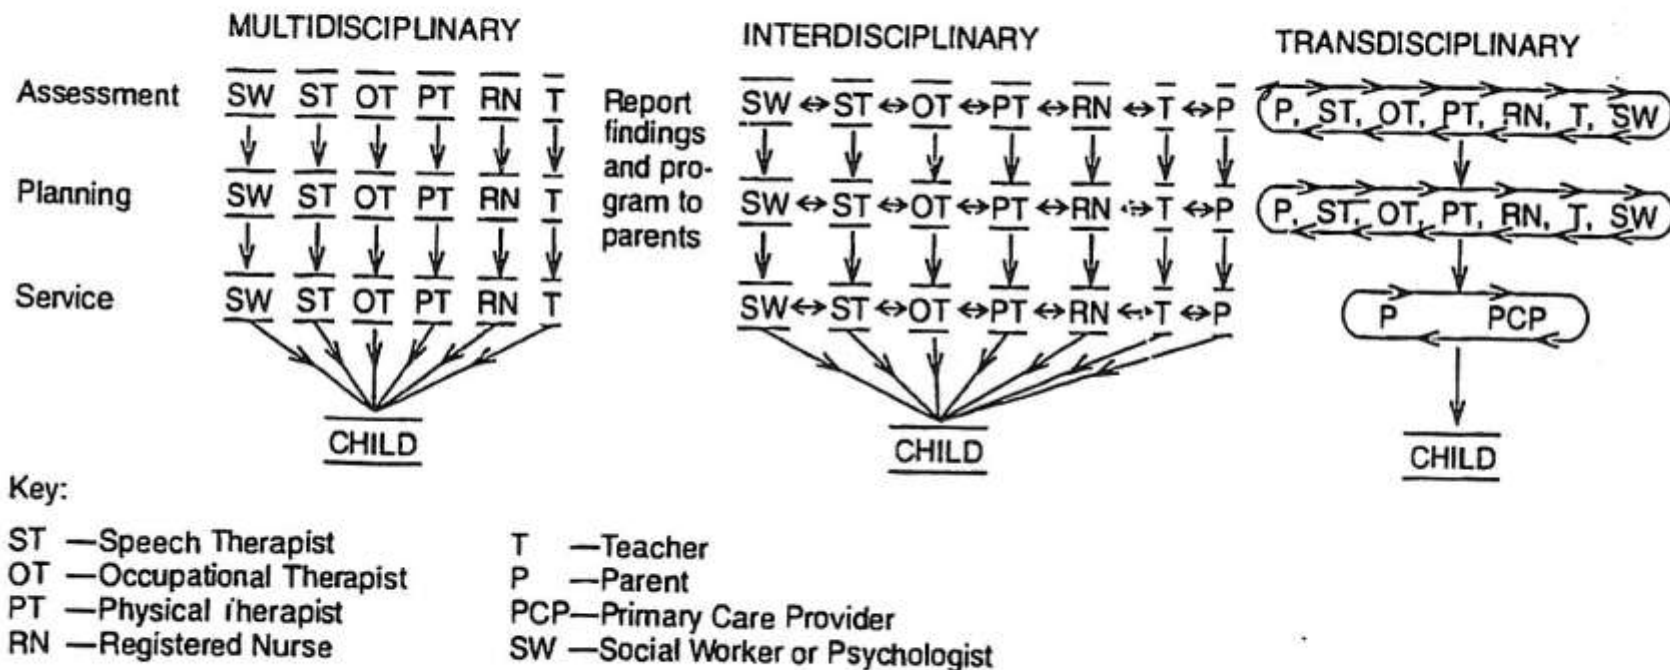 MULTIDISCIPLINARY
INTERDISCIPLINARY
TRANSDISCIPLINARY
Assessment
SW ST OT PT RN T
Report
findings
and pro-
gram to
parents
SW ↔ ST ↔ OT ↔ PT ↔ RN ↔ T ↔ P
P, ST, OT, PT, RN, T, SW
Planning
SW ST OT PT RN T
SW ↔ ST ↔ OT ↔ PT ↔ RN ↔ T ↔ P
P, ST, OT, PT, RN, T, SW
Service
SW ST OT PT RN T
SW ↔ ST ↔ OT ↔ PT ↔ RN ↔ T ↔ P
P PCP
CHILD
CHILD
CHILD
Key:
ST —Speech Therapist
OT —Occupational Therapist
PT —Physical Therapist
RN —Registered Nurse
T —Teacher
P —Parent
PCP—Primary Care Provider
SW —Social Worker or Psychologist